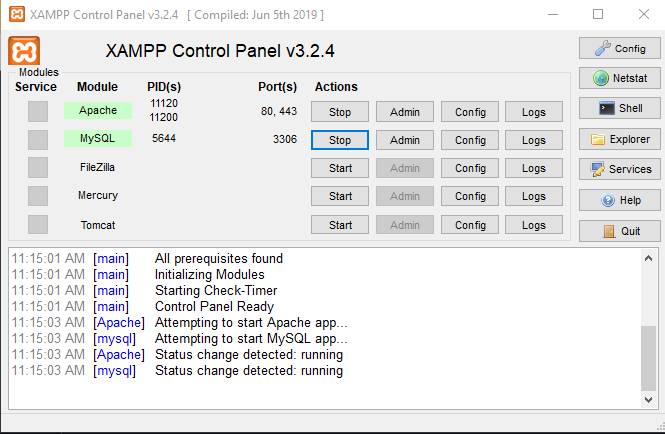 XAMPP Control Panel v3.2.4 [ Compiled: Jun 5th 2019 ]
XAMPP Control Panel v3.2.4
Config
Modules
Service Module PID(s) Port(s) Actions
Netstat
Apache 11120 11200 80, 443 Stop Admin Config Logs
Shell
MySQL 5644 3306 Stop Admin Config Logs
Explorer
FileZilla Start Admin Config Logs
Services
Mercury Start Admin Config Logs
Help
Tomcat Start Admin Config Logs
Quit
11:15:01 AM [main] All prerequisites found
11:15:01 AM [main] Initializing Modules
11:15:01 AM [main] Starting Check-Timer
11:15:01 AM [main] Control Panel Ready
11:15:03 AM [Apache] Attempting to start Apache app...
11:15:03 AM [mysql] Attempting to start MySQL app...
11:15:03 AM [Apache] Status change detected: running
11:15:03 AM [mysql] Status change detected: running